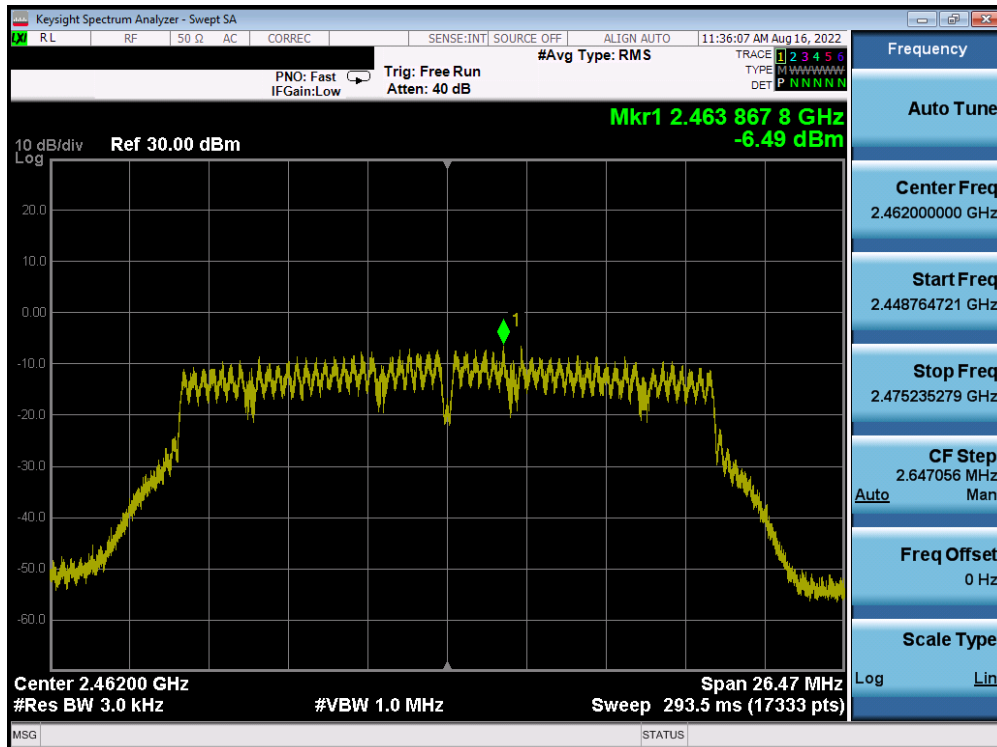 Keysight Spectrum Analyzer - Swept SA
LXI RL RF 50 Ω AC CORREC SENSE:INT SOURCE OFF ALIGN AUTO 11:36:07 AM Aug 16, 2022
#Avg Type: RMS
TRACE 1 2 3 4 5 6
PNO: Fast Trig: Free Run
TYPE M W W W W W
IFGain:Low Atten: 40 dB
DET P N N N N N
Mkr1 2.463 867 8 GHz
-6.49 dBm
10 dB/div Ref 30.00 dBm
Log
20.0
10.0
0.00
-10.0
-20.0
-30.0
-40.0
-50.0
-60.0
1
Center 2.46200 GHz Span 26.47 MHz
#Res BW 3.0 kHz #VBW 1.0 MHz Sweep 293.5 ms (17333 pts)
MSG STATUS
Frequency
Auto Tune
Center Freq
2.462000000 GHz
Start Freq
2.448764721 GHz
Stop Freq
2.475235279 GHz
CF Step
2.647056 MHz
Auto Man
Freq Offset
0 Hz
Scale Type
Log Lin